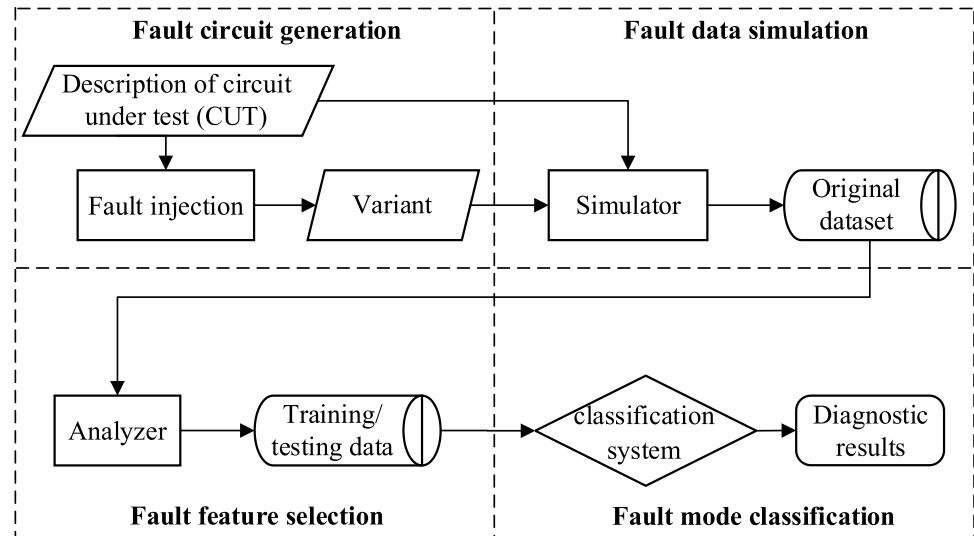 Fault circuit generation
Fault data simulation
Description of circuit
under test (CUT)
Fault injection
Variant
Simulator
Original
dataset
Analyzer
Training/
testing data
classification
system
Diagnostic
results
Fault feature selection
Fault mode classification